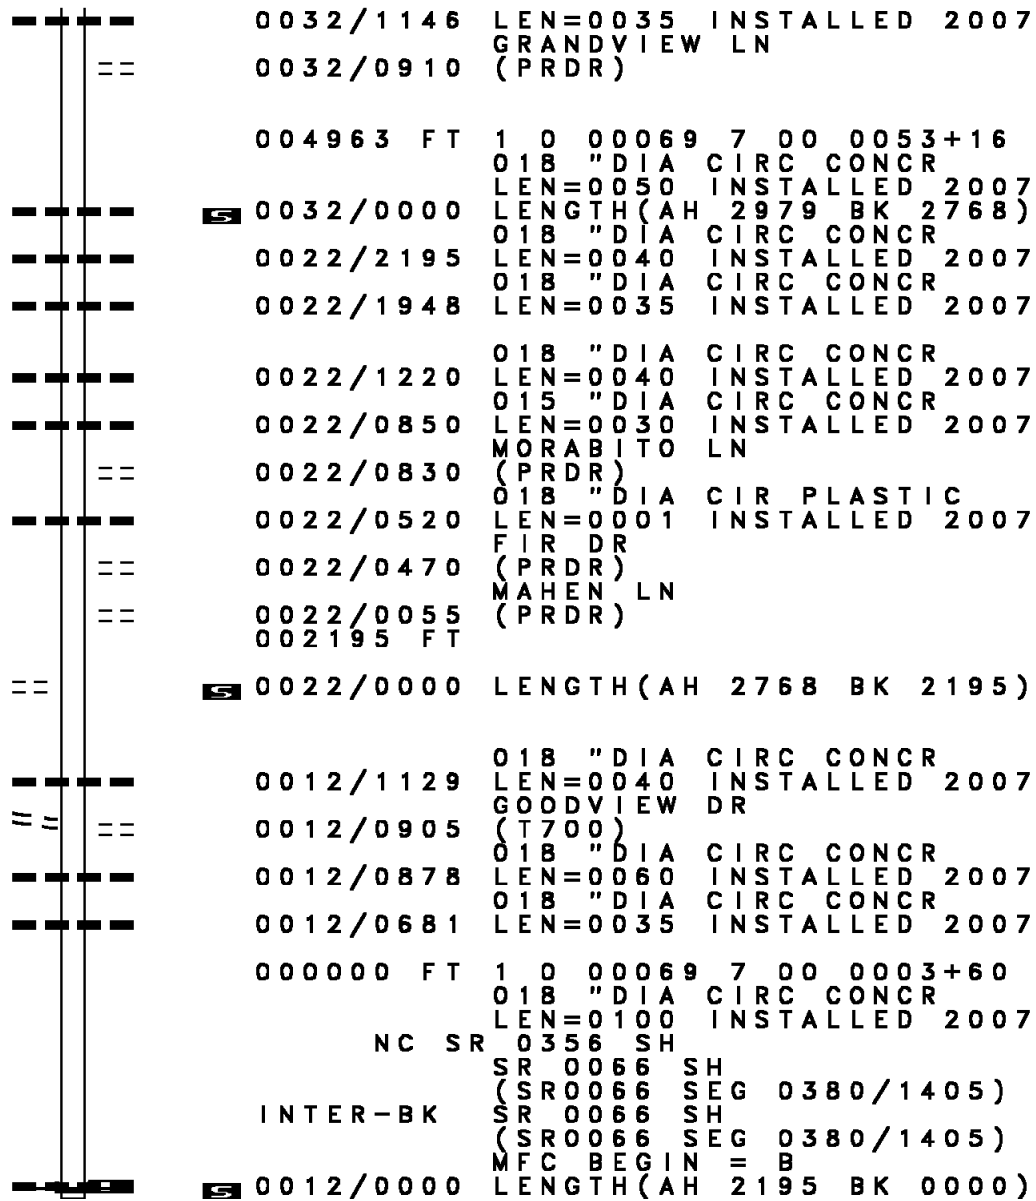 0032/1146 LEN=0035 INSTALLED 2007
GRANDVIEW LN
0032/0910 (PRDR)
004963 FT 1 0 00069 7 00 0053+16
018 "DIA CIRC CONCR
LEN=0050 INSTALLED 2007
S 0032/0000 LENGTH(AH 2979 BK 2768)
018 "DIA CIRC CONCR
0022/2195 LEN=0040 INSTALLED 2007
018 "DIA CIRC CONCR
0022/1948 LEN=0035 INSTALLED 2007
018 "DIA CIRC CONCR
0022/1220 LEN=0040 INSTALLED 2007
015 "DIA CIRC CONCR
0022/0850 LEN=0030 INSTALLED 2007
MORABITO LN
0022/0830 (PRDR)
018 "DIA CIR PLASTIC
0022/0520 LEN=0001 INSTALLED 2007
FIR DR
0022/0470 (PRDR)
MAHEN LN
0022/0055 (PRDR)
002195 FT
S 0022/0000 LENGTH(AH 2768 BK 2195)
018 "DIA CIRC CONCR
0012/1129 LEN=0040 INSTALLED 2007
GOODVIEW DR
0012/0905 (T700)
018 "DIA CIRC CONCR
0012/0878 LEN=0060 INSTALLED 2007
018 "DIA CIRC CONCR
0012/0681 LEN=0035 INSTALLED 2007
000000 FT 1 0 00069 7 00 0003+60
018 "DIA CIRC CONCR
LEN=0100 INSTALLED 2007
NC SR 0356 SH
SR 0066 SH
(SR0066 SEG 0380/1405)
INTER-BK SR 0066 SH
(SR0066 SEG 0380/1405)
MFC BEGIN = B
S 0012/0000 LENGTH(AH 2195 BK 0000)